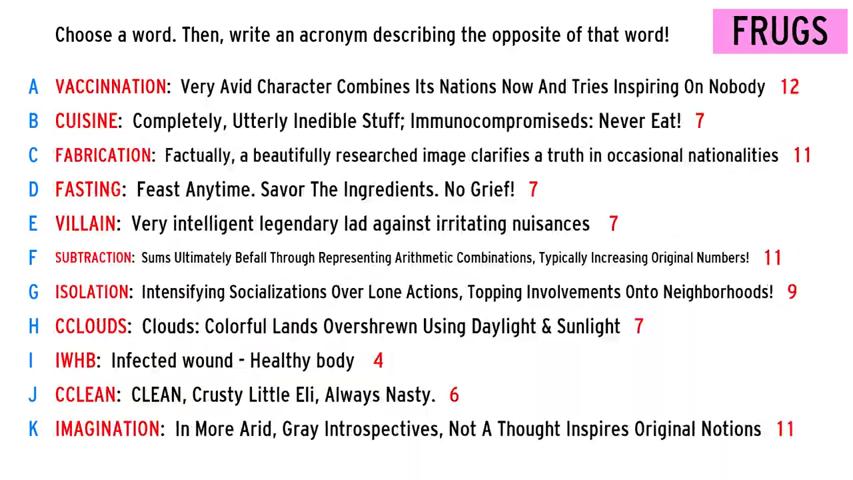 Choose a word. Then, write an acronym describing the opposite of that word!
FRUGS
A VACCINNATION: Very Avid Character Combines Its Nations Now And Tries Inspiring On Nobody 12
B CUISINE: Completely, Utterly Inedible Stuff; Immunocompromiseds: Never Eat! 7
C FABRICATION: Factually, a beautifully researched image clarifies a truth in occasional nationalities 11
D FASTING: Feast Anytime. Savor The Ingredients. No Grief! 7
E VILLAIN: Very intelligent legendary lad against irritating nuisances 7
F SUBTRACTION: Sums Ultimately Befall Through Representing Arithmetic Combinations, Typically Increasing Original Numbers! 11
G ISOLATION: Intensifying Socializations Over Lone Actions, Topping Involvements Onto Neighborhoods! 9
H CCLOUDS: Clouds: Colorful Lands Overshrewn Using Daylight & Sunlight 7
I IWHB: Infected wound - Healthy body 4
J CCLEAN: CLEAN, Crusty Little Eli, Always Nasty. 6
K IMAGINATION: In More Arid, Gray Introspectives, Not A Thought Inspires Original Notions 11